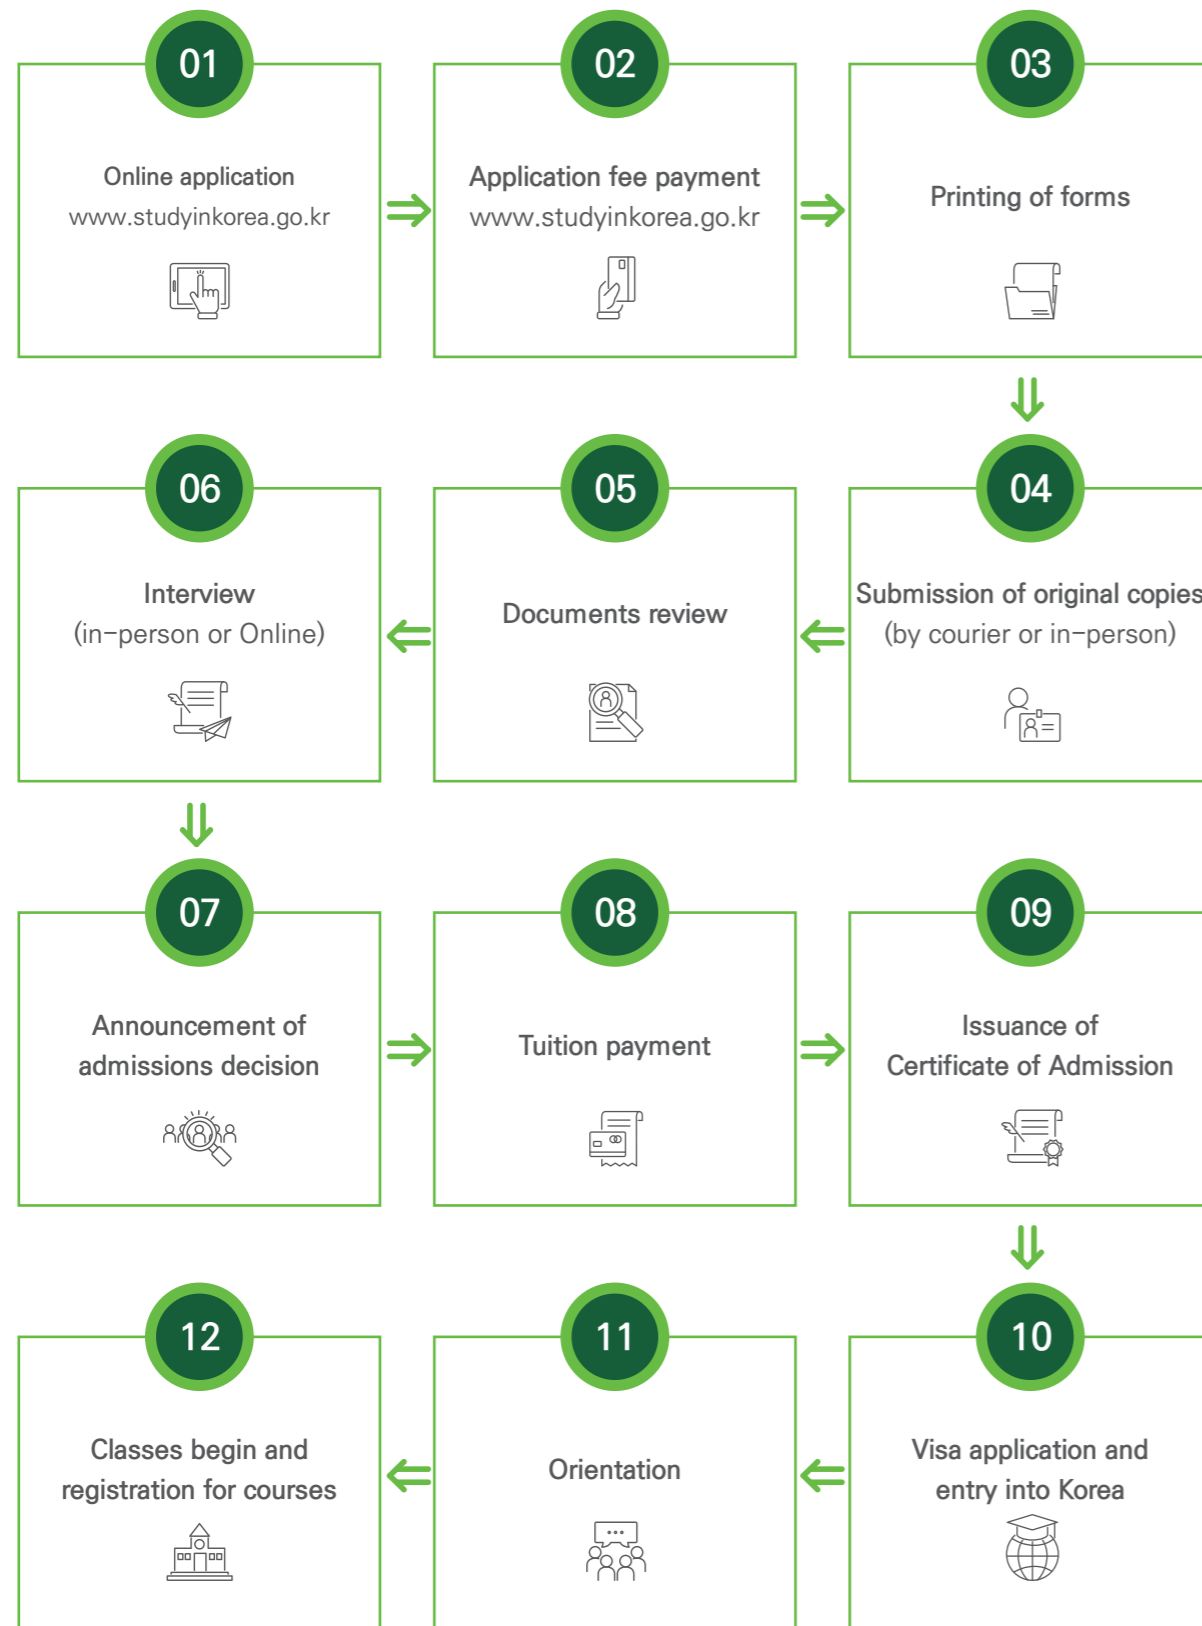 01
Online application
www.studyinkorea.go.kr
02
Application fee payment
www.studyinkorea.go.kr
03
Printing of forms
04
Submission of original copies
(by courier or in-person)
05
Documents review
06
Interview
(in-person or Online)
07
Announcement of
admissions decision
08
Tuition payment
09
Issuance of
Certificate of Admission
10
Visa application and
entry into Korea
11
Orientation
12
Classes begin and
registration for courses